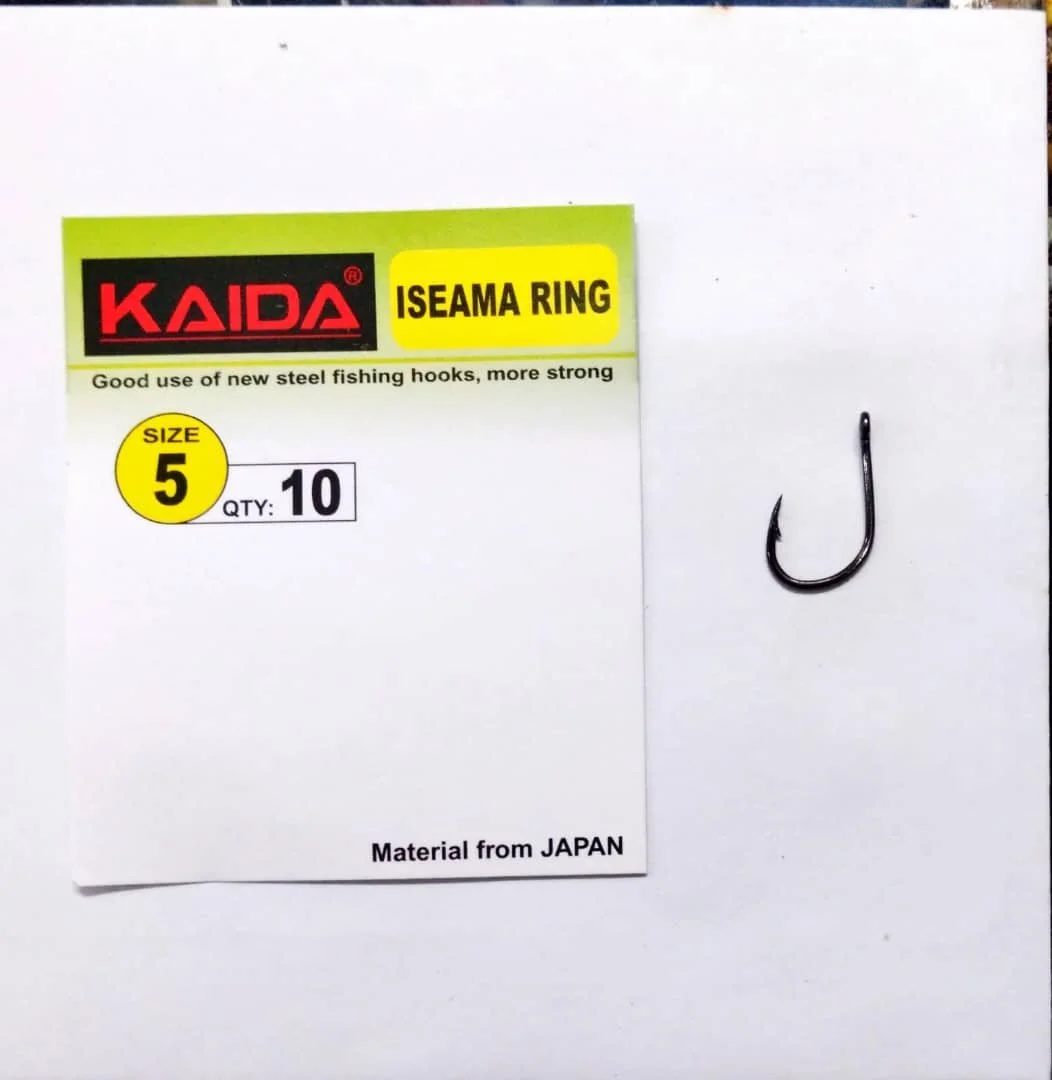 KAIDA®
ISEAMA RING
Good use of new steel fishing hooks, more strong
SIZE
5
QTY: 10
Material from JAPAN